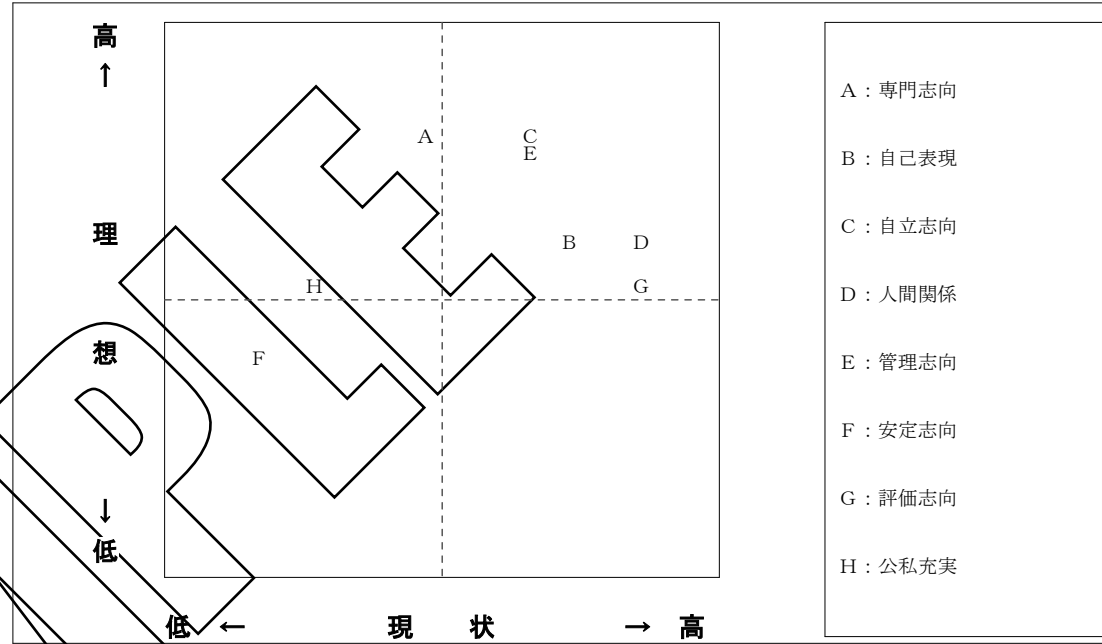 高
↑
理
想
↓
低
A
C
E
B
D
H
G
F
低 ← 現 状 → 高
A：専門志向
B：自己表現
C：自立志向
D：人間関係
E：管理志向
F：安定志向
G：評価志向
H：公私充実
PLE